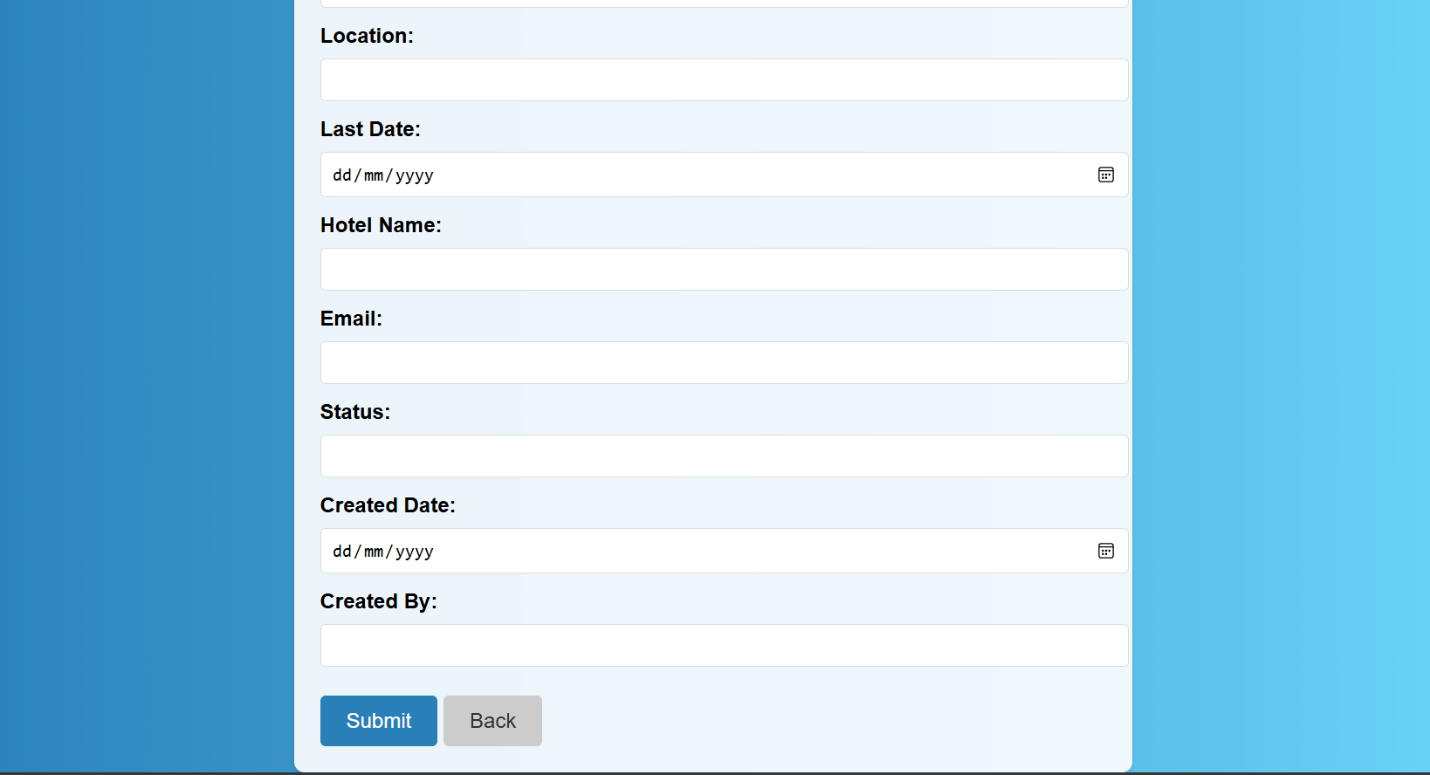 Location:
Last Date:
dd/mm/yyyy
Hotel Name:
Email:
Status:
Created Date:
dd/mm/yyyy
Created By:
Submit Back